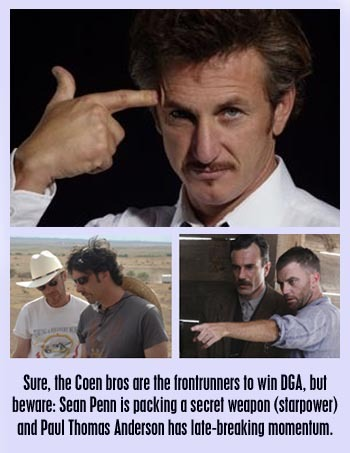 Sure, the Coen bros are the frontrunners to win DGA, but
beware: Sean Penn is packing a secret weapon (starpower)
and Paul Thomas Anderson has late-breaking momentum.